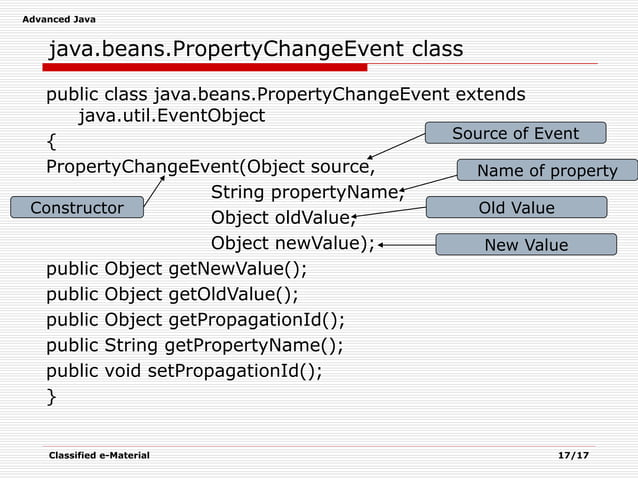 Advanced Java
java.beans.PropertyChangeEvent class
public class java.beans.PropertyChangeEvent extends
java.util.EventObject
{
Source of Event
PropertyChangeEvent(Object source,
Name of property
String propertyName,
Constructor
Old Value
Object oldValue,
Object newValue);
New Value
public Object getNewValue();
public Object getOldValue();
public Object getPropagationId();
public String getPropertyName();
public void setPropagationId();
}
Classified e-Material
17/17